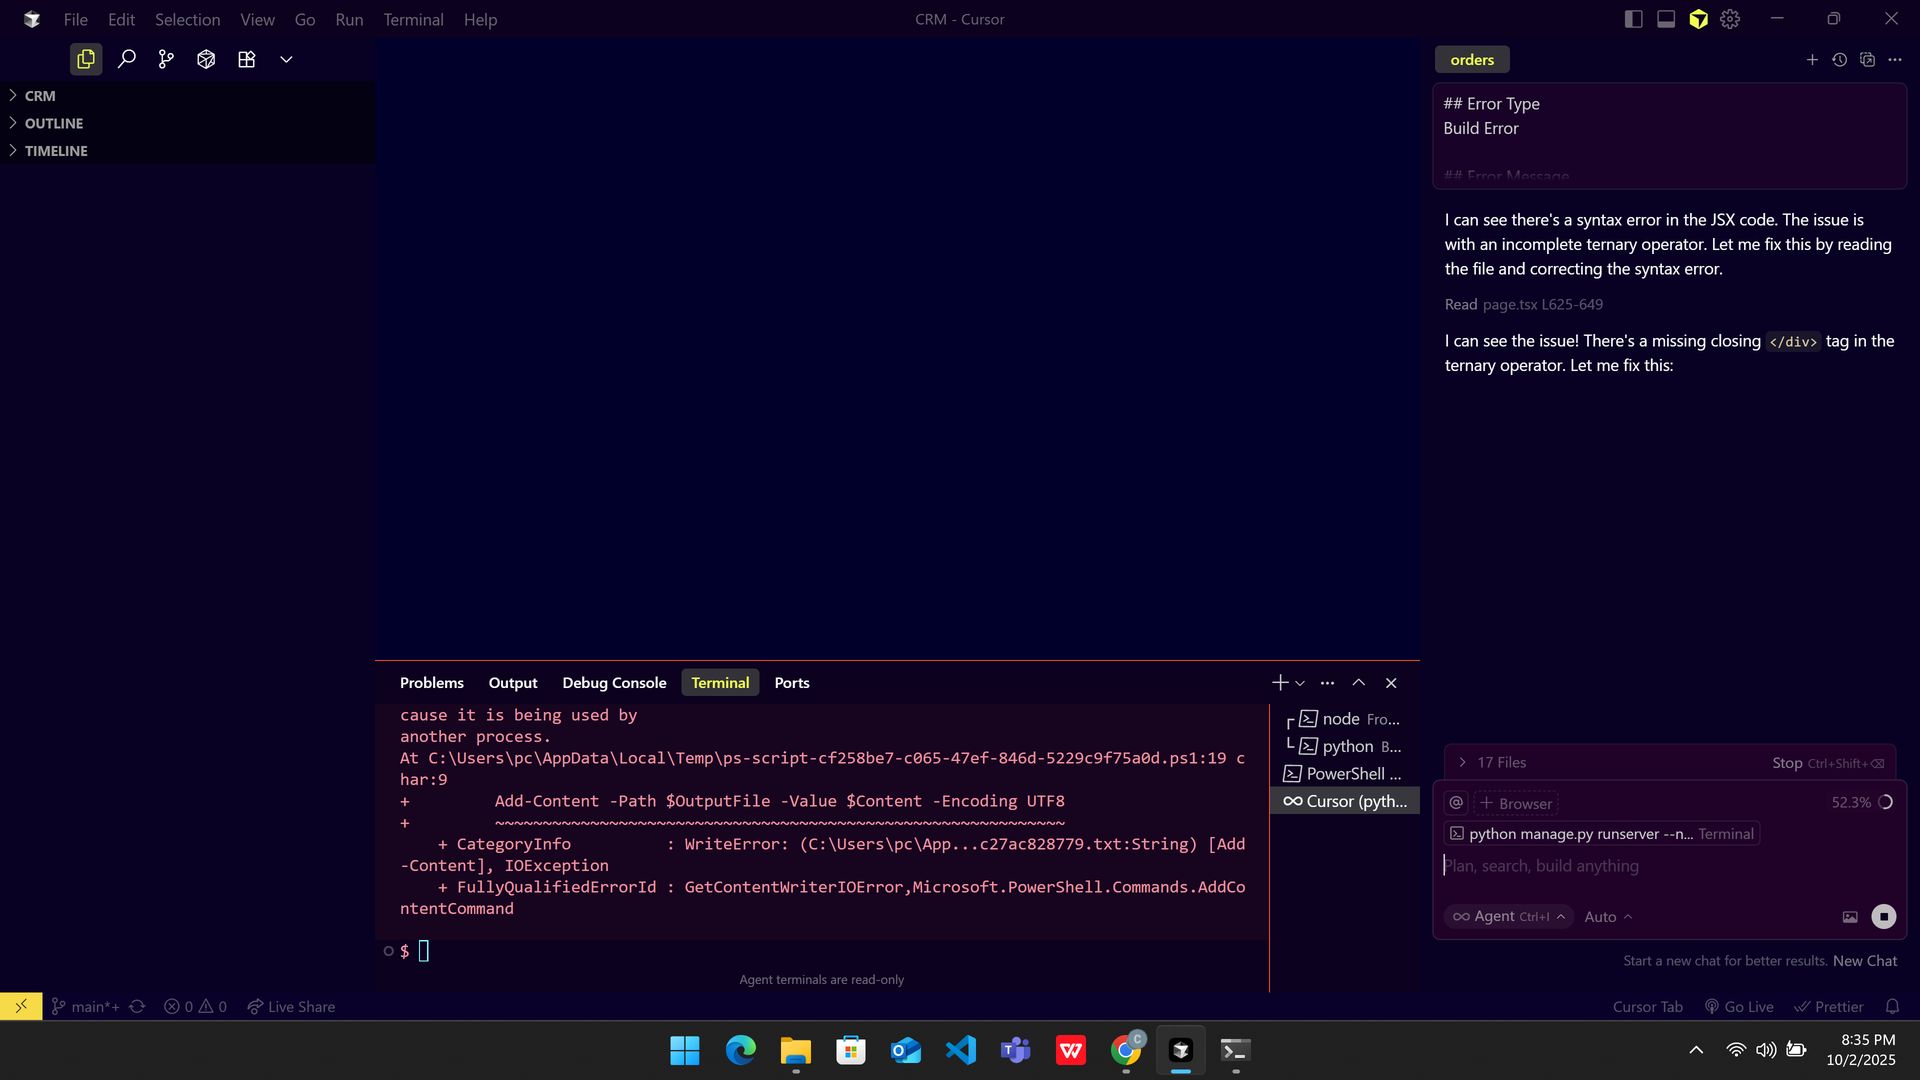 File Edit Selection View Go Run Terminal Help
CRM - Cursor
CRM
OUTLINE
TIMELINE
orders
## Error Type
Build Error
## Error Message
I can see there's a syntax error in the JSX code. The issue is
with an incomplete ternary operator. Let me fix this by reading
the file and correcting the syntax error.
Read page.tsx L625-649
I can see the issue! There's a missing closing </div> tag in the
ternary operator. Let me fix this:
Problems Output Debug Console Terminal Ports
cause it is being used by
another process.
At C:\Users\pc\AppData\Local\Temp\ps-script-cf258be7-c065-47ef-846d-5229c9f75a0d.ps1:19 c
har:9
+         Add-Content -Path $OutputFile -Value $Content -Encoding UTF8
+         ~~~~~~~~~~~~~~~~~~~~~~~~~~~~~~~~~~~~~~~~~~~~~~~~~~~~~~~~~~~~
    + CategoryInfo          : WriteError: (C:\Users\pc\App...c27ac828779.txt:String) [Add
-Content], IOException
    + FullyQualifiedErrorId : GetContentWriterIOError,Microsoft.PowerShell.Commands.AddCo
ntentCommand
$
Agent terminals are read-only
node Fro...
python B...
PowerShell ...
Cursor (pyth...
17 Files
Stop Ctrl+Shift+⌫
@ + Browser
52.3%
python manage.py runserver --n... Terminal
Plan, search, build anything
Agent Ctrl+I
Auto
Start a new chat for better results. New Chat
main*+ 0 0 Live Share
Cursor Tab Go Live Prettier
C
8:35 PM
10/2/2025